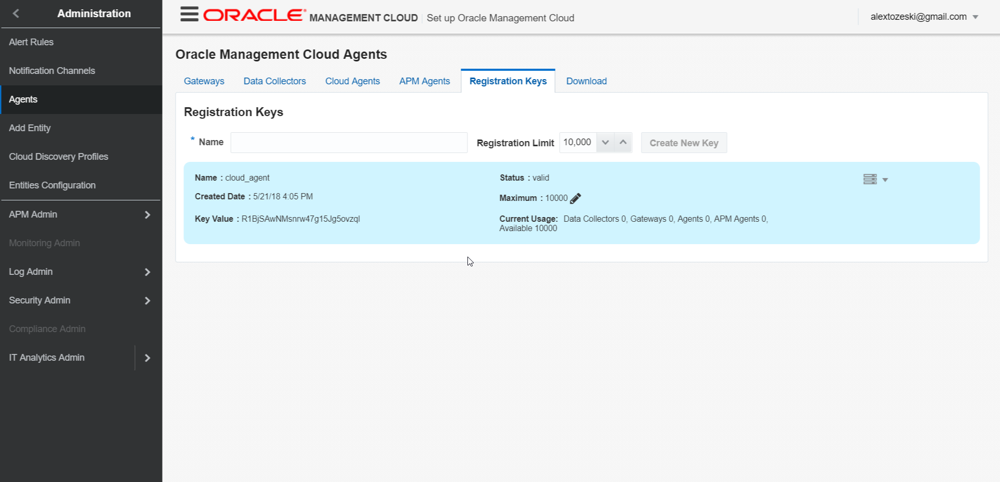 Administration
Alert Rules
Notification Channels
Agents
Add Entity
Cloud Discovery Profiles
Entities Configuration
APM Admin
Monitoring Admin
Log Admin
Security Admin
Compliance Admin
IT Analytics Admin
ORACLE MANAGEMENT CLOUD Set up Oracle Management Cloud
alextozeski@gmail.com
Oracle Management Cloud Agents
Gateways Data Collectors Cloud Agents APM Agents Registration Keys Download
Registration Keys
* Name Registration Limit 10,000 Create New Key
Name : cloud_agent
Status : valid
Created Date : 5/21/18 4:05 PM
Maximum : 10000
Key Value : R1BjSAwNMsnrw47g15Jg5ovzql
Current Usage: Data Collectors 0, Gateways 0, Agents 0, APM Agents 0,
Available 10000